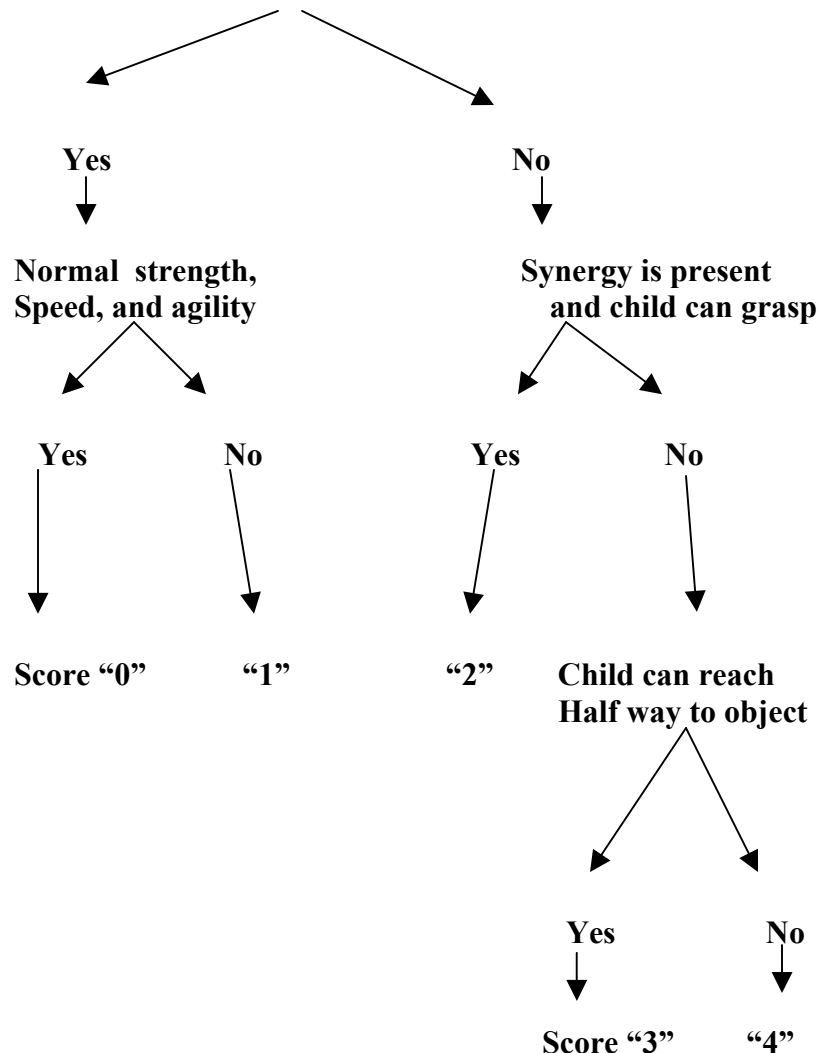 Yes
No
Normal strength,
Speed, and agility
Synergy is present
and child can grasp
Yes
No
Yes
No
Score “0”
“1”
“2”
Child can reach
Half way to object
Yes
No
Score “3”
“4”